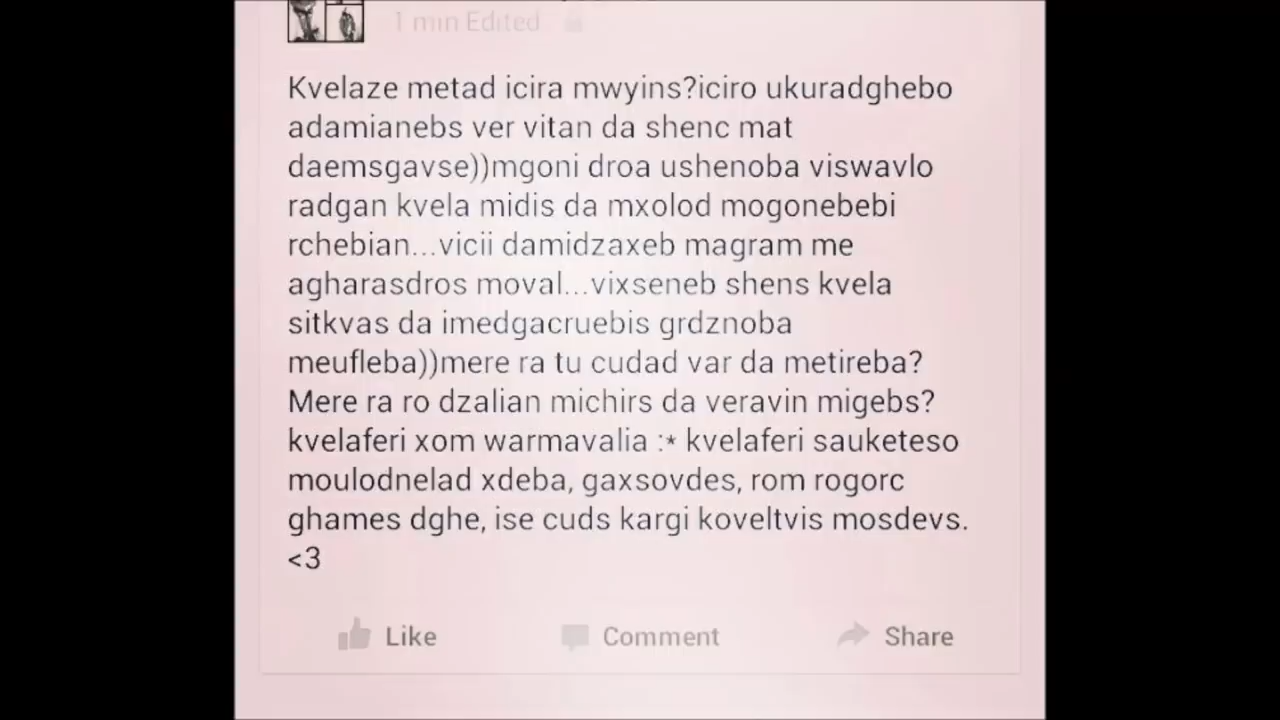 1 min Edited
Kvelaze metad icira mwyins?iciro ukuradghebo
adamianebs ver vitan da shenc mat
daemsgavse))mgoni droa ushenoba viswavlo
radgan kvela midis da mxolod mogonebebi
rchebian...vicii damidzaxeb magram me
agharasdros moval...vixseneb shens kvela
sitkvas da imedgacruebis grdznoba
meufleba))mere ra tu cudad var da metireba?
Mere ra ro dzalian michirs da veravin migebs?
kvelaferi xom warmavalia :* kvelaferi sauketeso
moulodnelad xdeba, gaxsovdes, rom rogorc
ghames dghe, ise cuds kargi koveltvis mosdevs.
<3
Like Comment Share